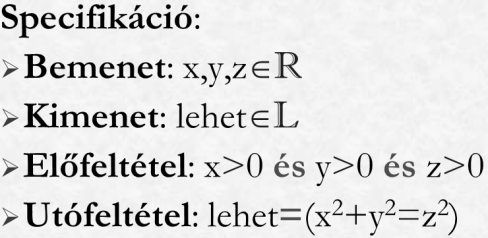 Specifikáció:
➢Bemenet: x,y,z∈ℝ
➢Kimenet: lehet∈𝕃
➢Előfeltétel: x>0 és y>0 és z>0
➢Utófeltétel: lehet=(x²+y²=z²)